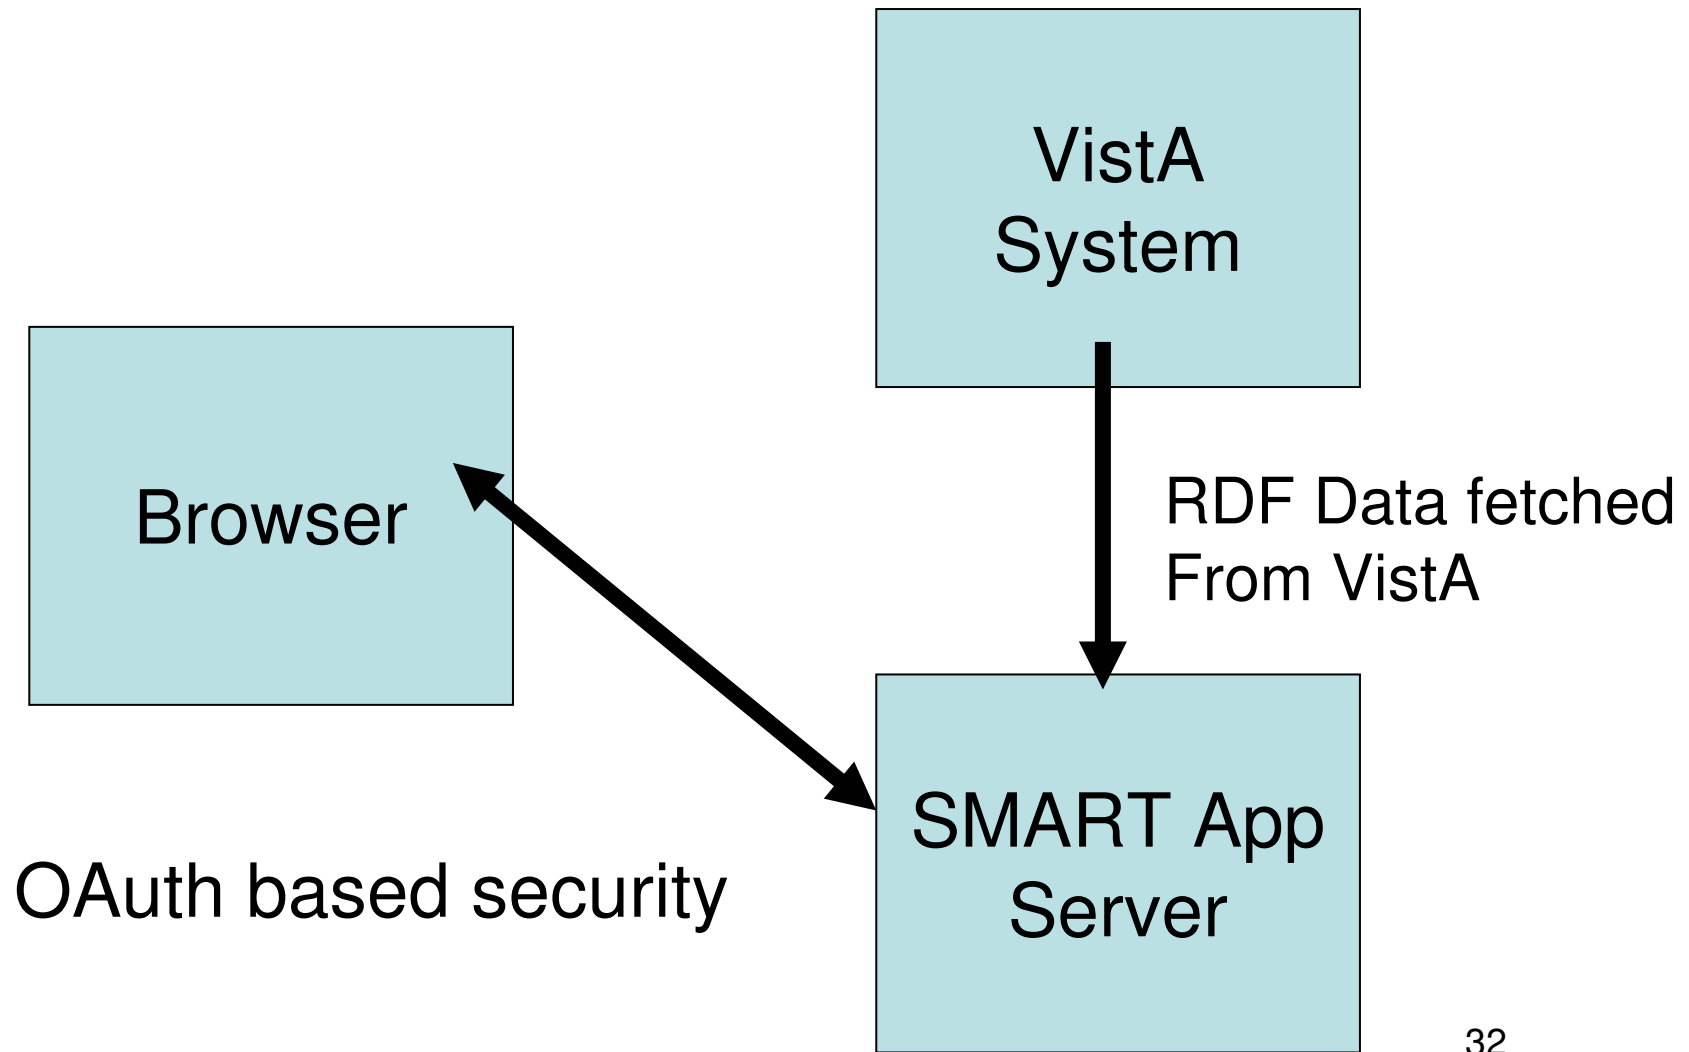 VistA
System
Browser
RDF Data fetched
From VistA
SMART App
Server
OAuth based security
32